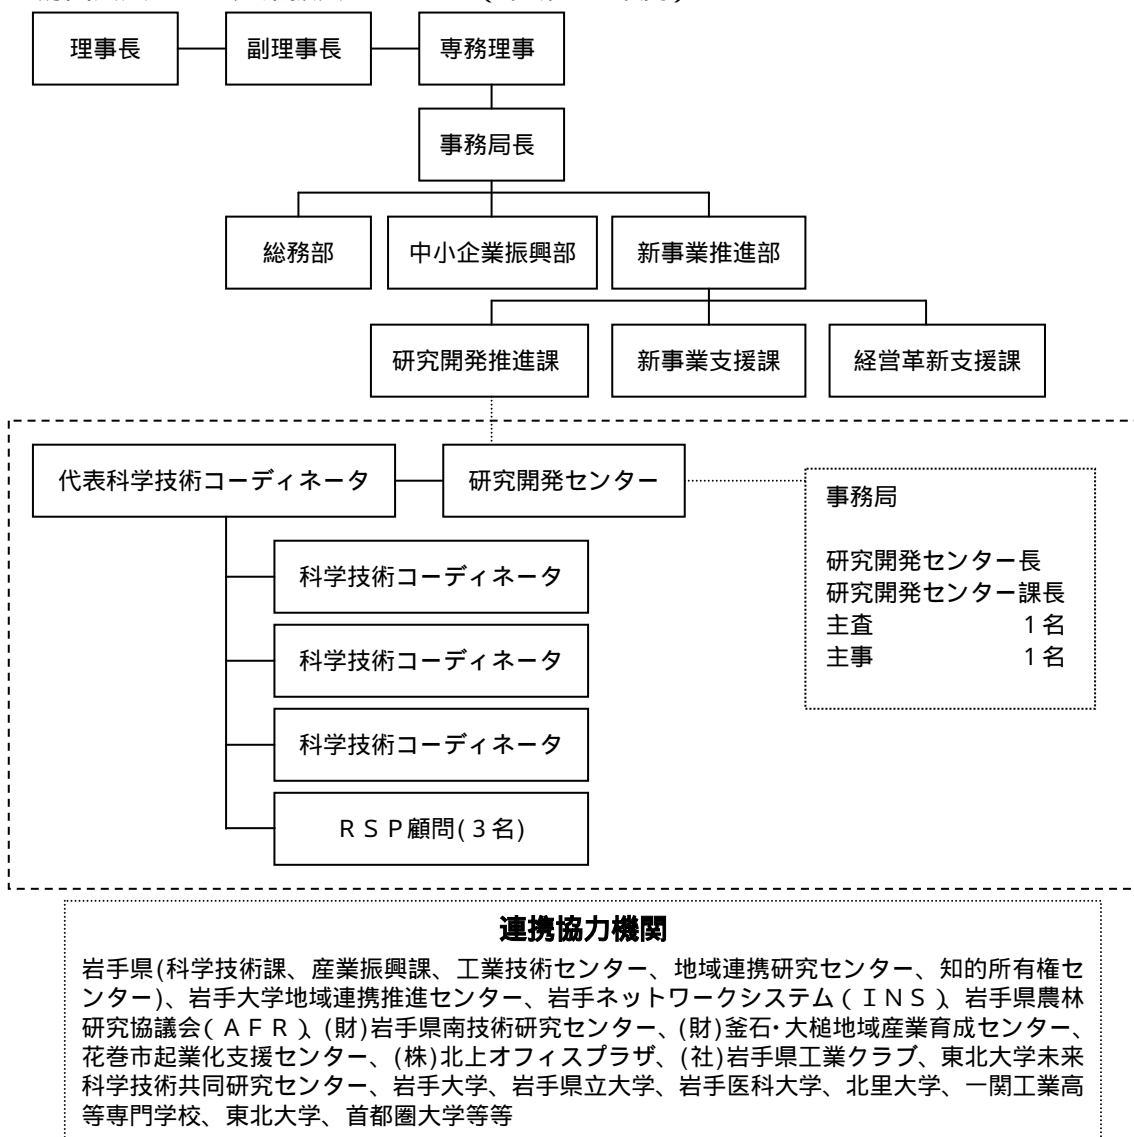 理事長
副理事長
専務理事
事務局長
総務部
中小企業振興部
新事業推進部
研究開発推進課
新事業支援課
経営革新支援課
代表科学技術コーディネータ
研究開発センター
事務局
研究開発センター長
研究開発センター課長
主査 1名
主事 1名
科学技術コーディネータ
科学技術コーディネータ
科学技術コーディネータ
RSP顧問(3名)
連携協力機関
岩手県(科学技術課、産業振興課、工業技術センター、地域連携研究センター、知的所有権セ
ンター)、岩手大学地域連携推進センター、岩手ネットワークシステム(INS)、岩手県農林
研究協議会(AFR)、(財)岩手県南技術研究センター、(財)釜石・大槌地域産業育成センター、
花巻市起業化支援センター、(株)北上オフィスプラザ、(社)岩手県工業クラブ、東北大学未来
科学技術共同研究センター、岩手大学、岩手県立大学、岩手医科大学、北里大学、一関工業高
等専門学校、東北大学、首都圏大学等等